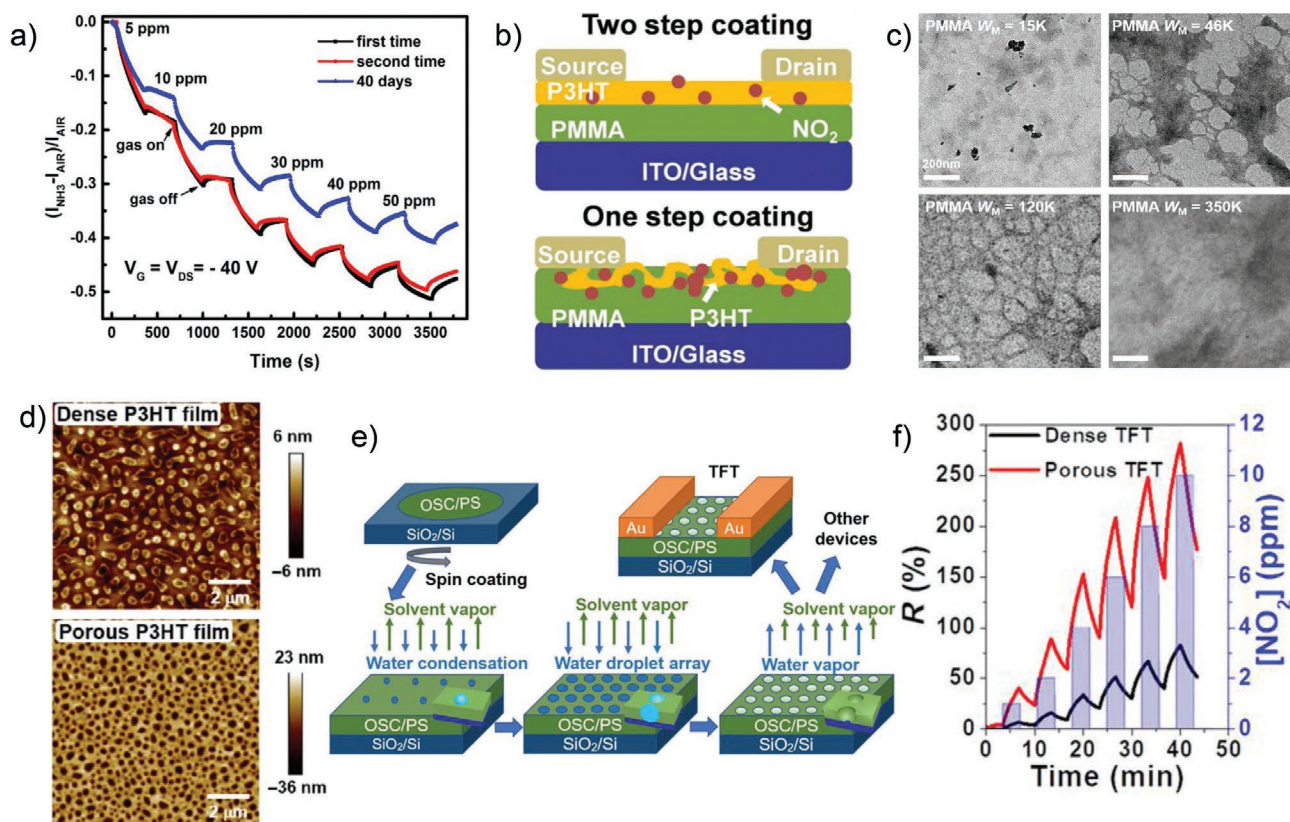 a)
0.0
-0.1
-0.2
-0.3
-0.4
-0.5
(I_NH3-I_AIR)/I_AIR
5 ppm
10 ppm
20 ppm
30 ppm
40 ppm
50 ppm
first time
second time
40 days
gas on
gas off
V_G = V_DS = - 40 V
0 500 1000 1500 2000 2500 3000 3500
Time (s)
b)
Two step coating
Source
Drain
P3HT
NO₂
PMMA
ITO/Glass
One step coating
Source
Drain
PMMA
P3HT
ITO/Glass
c)
PMMA W_M = 15K
200nm
PMMA W_M = 46K
PMMA W_M = 120K
PMMA W_M = 350K
d)
Dense P3HT film
2 μm
6 nm
–6 nm
Porous P3HT film
2 μm
23 nm
–36 nm
e)
OSC/PS
SiO₂/Si
Spin coating
TFT
Au
Au
OSC/PS
SiO₂/Si
Other
devices
Solvent vapor
Water condensation
OSC/PS
SiO₂/Si
Solvent vapor
Water droplet array
OSC/PS
SiO₂/Si
Solvent vapor
Water vapor
OSC/PS
SiO₂/Si
f)
300
250
200
150
100
50
0
R (%)
Dense TFT
Porous TFT
12
10
8
6
4
2
0
[NO₂] (ppm)
0 10 20 30 40
Time (min)